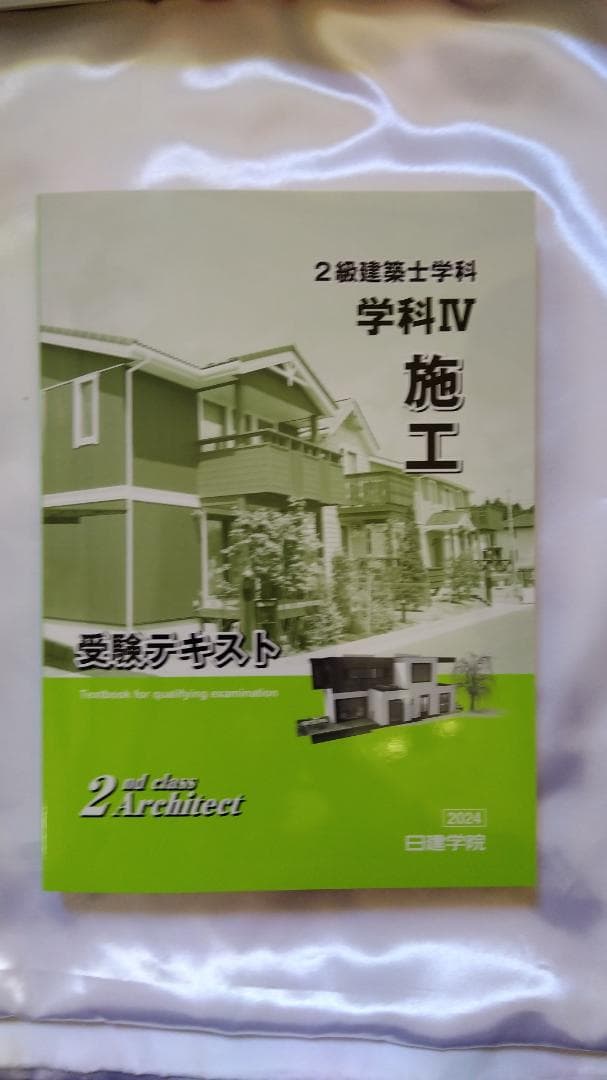 2級建築士学科
学科Ⅳ
施工
受験テキスト
Textbook for qualifying examination
2nd class
Architect
2024
日建学院